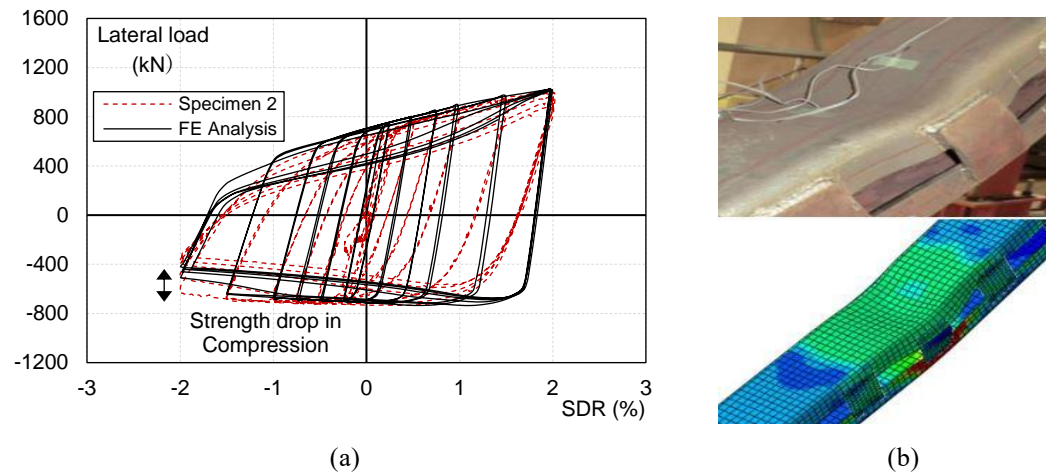 1600
1200
800
400
0
-400
-800
-1200
-3
-2
-1
0
1
2
3
Lateral load
(kN)
Specimen 2
FE Analysis
Strength drop in
Compression
SDR (%)
(a)
(b)